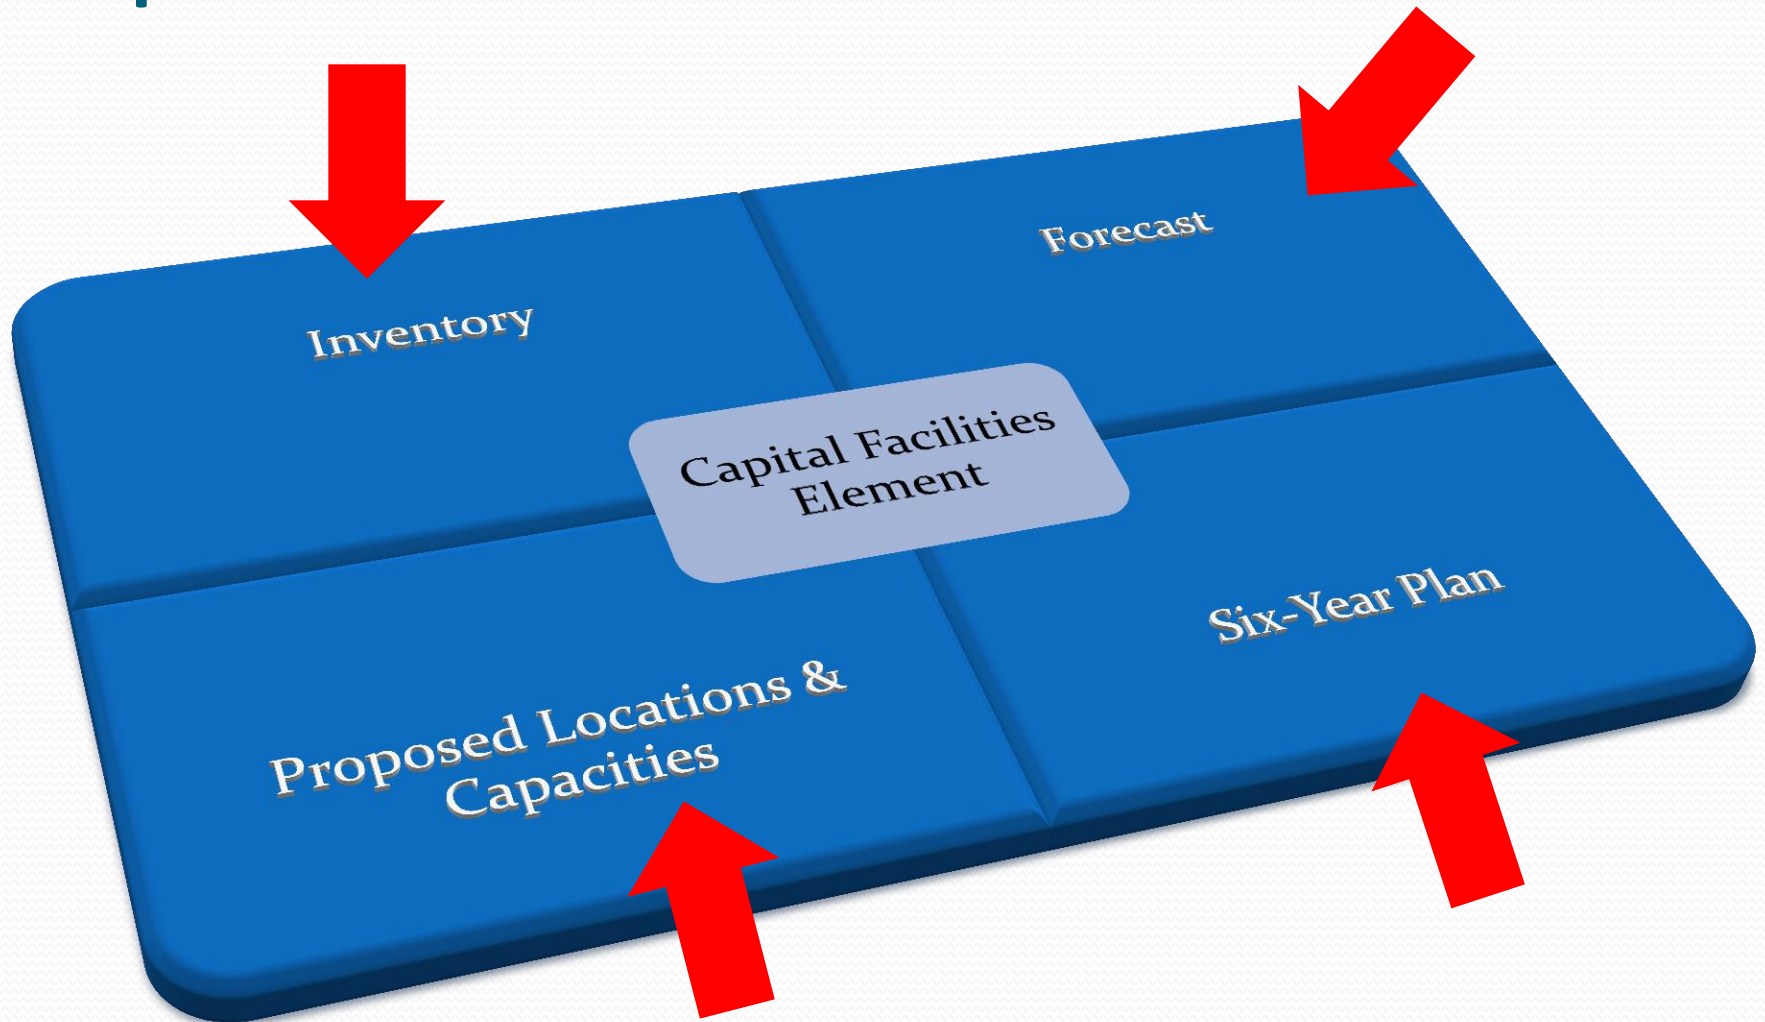 Inventory
Forecast
Capital Facilities
Element
Proposed Locations &
Capacities
Six-Year Plan